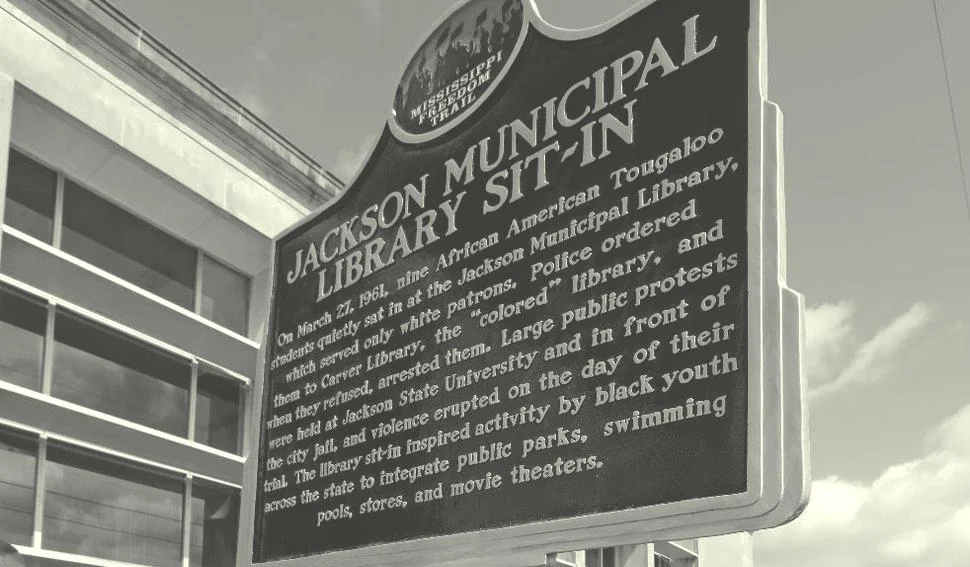 MISSISSIPPI
FREEDOM
TRAIL
JACKSON MUNICIPAL
LIBRARY SIT-IN
On March 27, 1961, nine African American Tougaloo
students quietly sat in at the Jackson Municipal Library,
which served only white patrons. Police ordered
them to Carver Library, the "colored" library, and
when they refused, arrested them. Large public protests
were held at Jackson State University and in front of
the city jail, and violence erupted on the day of their
trial. The library sit-in inspired activity by black youth
across the state to integrate public parks, swimming
pools, stores, and movie theaters.